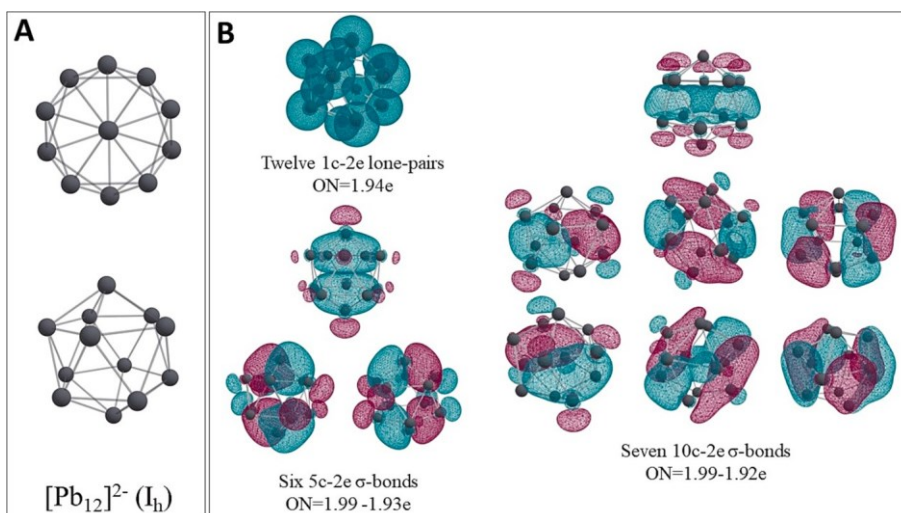 A
B
[Pb12]2- (Ih)
Twelve 1c-2e lone-pairs
ON=1.94e
Six 5c-2e σ-bonds
ON=1.99 -1.93e
Seven 10c-2e σ-bonds
ON=1.99-1.92e